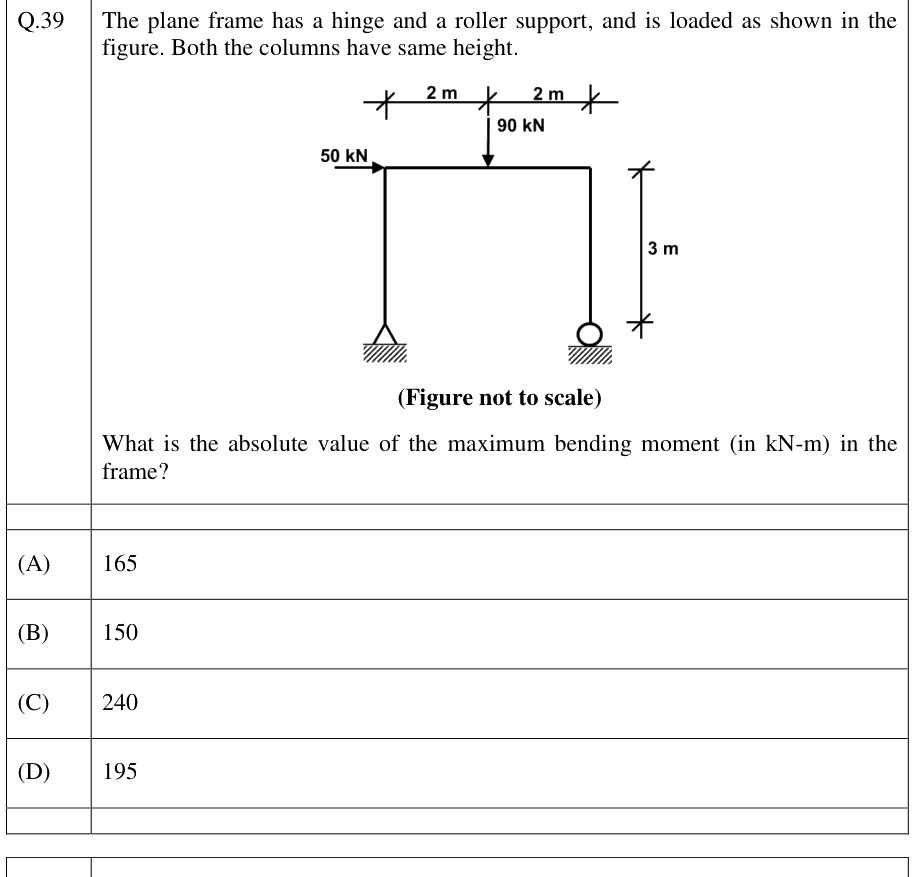 Q.39
The plane frame has a hinge and a roller support, and is loaded as shown in the
figure. Both the columns have same height.
2 m
2 m
90 kN
50 kN
3 m
(Figure not to scale)
What is the absolute value of the maximum bending moment (in kN-m) in the
frame?
(A) 165
(B) 150
(C) 240
(D) 195